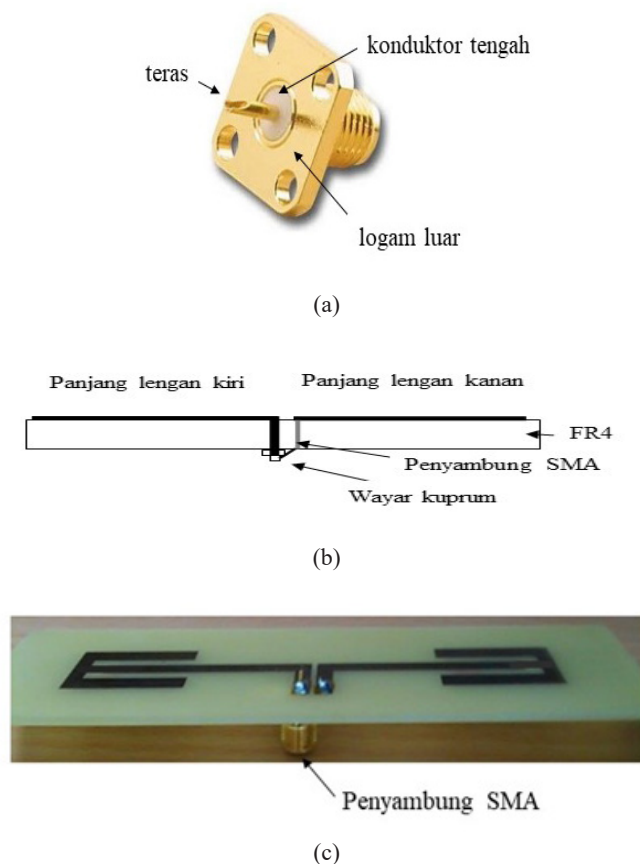 konduktor tengah
teras
logam luar
(a)
Panjang lengan kiri Panjang lengan kanan
FR4
Penyambung SMA
Wayar kuprum
(b)
Penyambung SMA
(c)